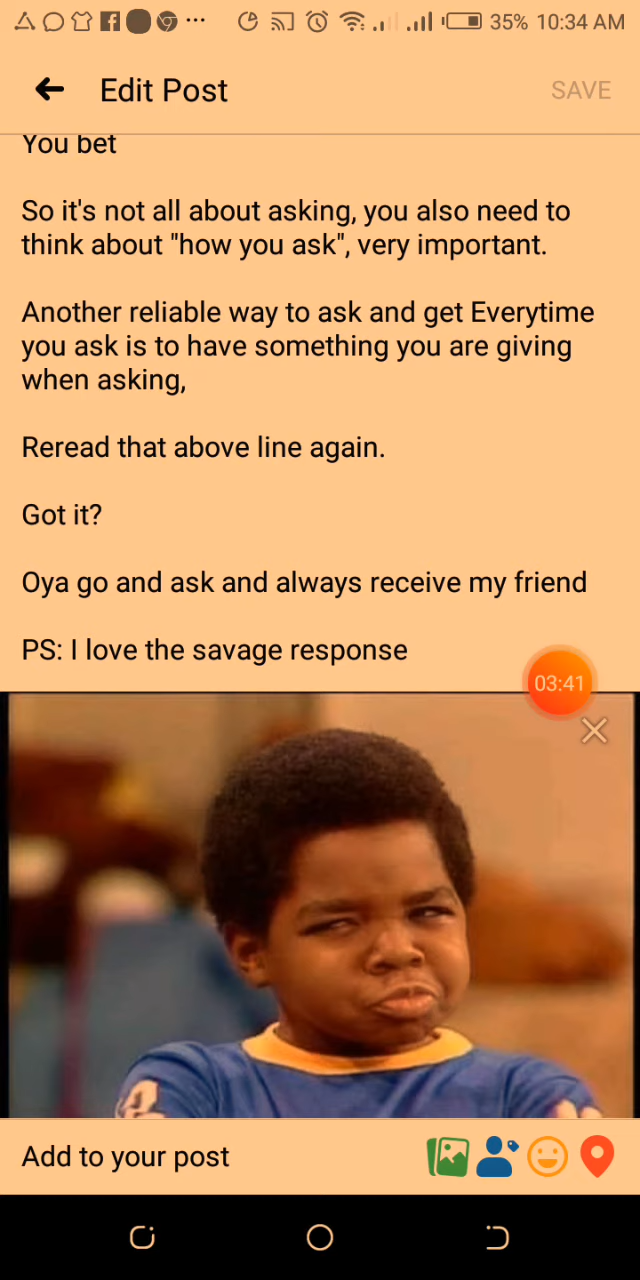 35% 10:34 AM
Edit Post
SAVE
You bet
So it's not all about asking, you also need to
think about "how you ask", very important.
Another reliable way to ask and get Everytime
you ask is to have something you are giving
when asking,
Reread that above line again.
Got it?
Oya go and ask and always receive my friend
PS: I love the savage response
03:41
Add to your post